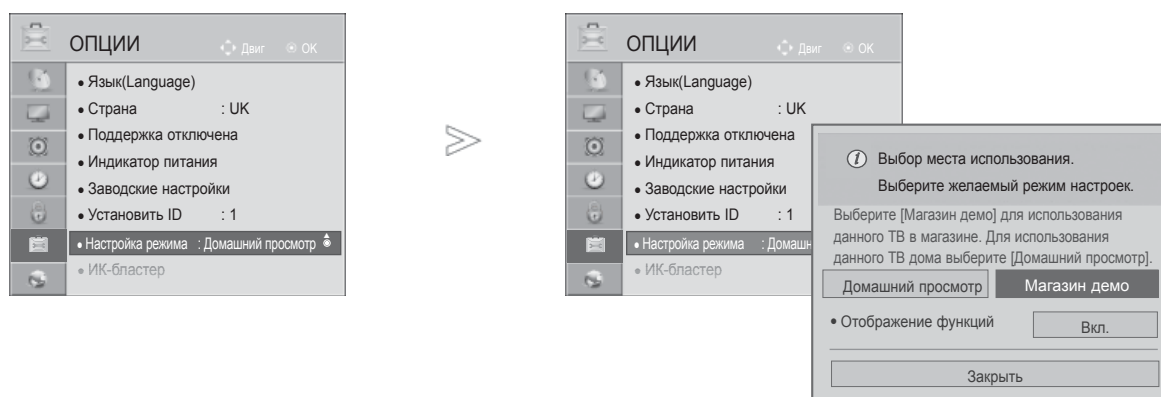 ОПЦИИ
Двиг
OK
• Язык(Language)
• Страна : UK
• Поддержка отключена
• Индикатор питания
• Заводские настройки
• Установить ID : 1
• Настройка режима : Домашний просмотр
• ИК-бластер
ОПЦИИ
Двиг
OK
• Язык(Language)
• Страна : UK
• Поддержка отключена
• Индикатор питания
• Заводские настройки
• Установить ID : 1
• Настройка режима : Домашн
• ИК-бластер
i Выбор места использования.
Выберите желаемый режим настроек.
Выберите [Магазин демо] для использования
данного ТВ в магазине. Для использования
данного ТВ дома выберите [Домашний просмотр].
Домашний просмотр
Магазин демо
• Отображение функций
Вкл.
Закрыть